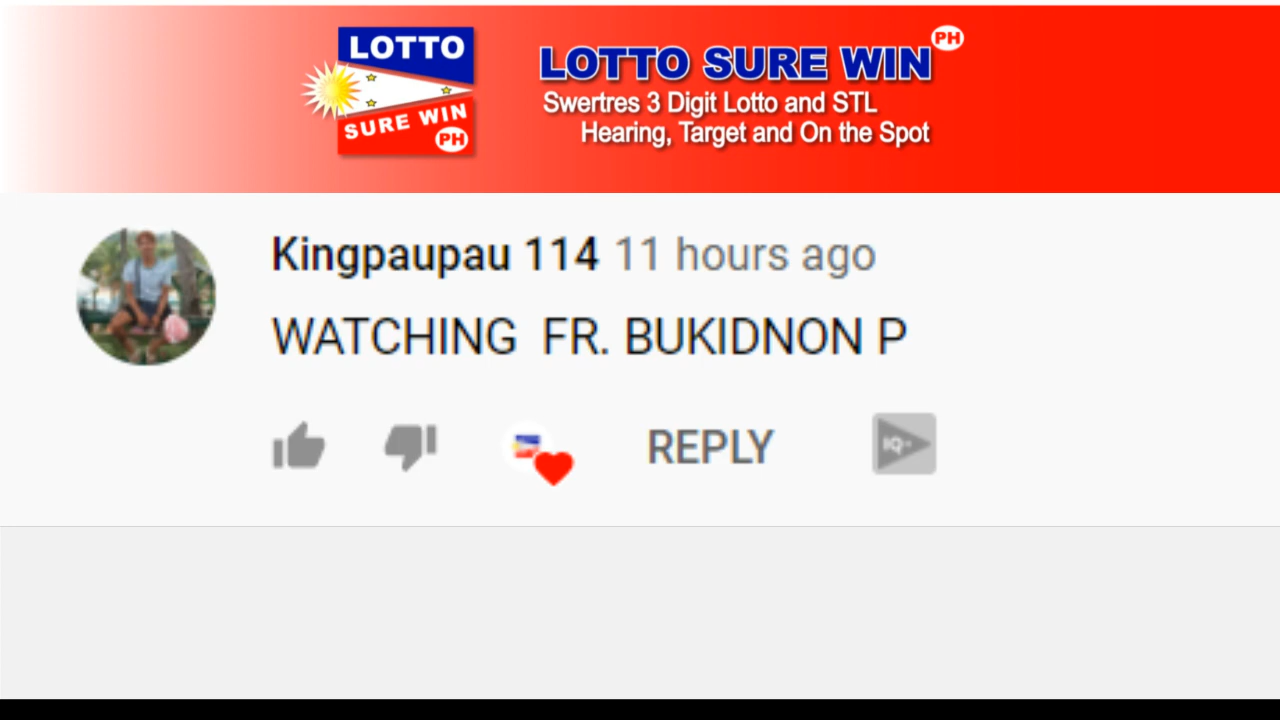 LOTTO
SURE WIN
PH
LOTTO SURE WIN PH
Swertres 3 Digit Lotto and STL
Hearing, Target and On the Spot
Kingpaupau 114 11 hours ago
WATCHING FR. BUKIDNON P
REPLY
IQ